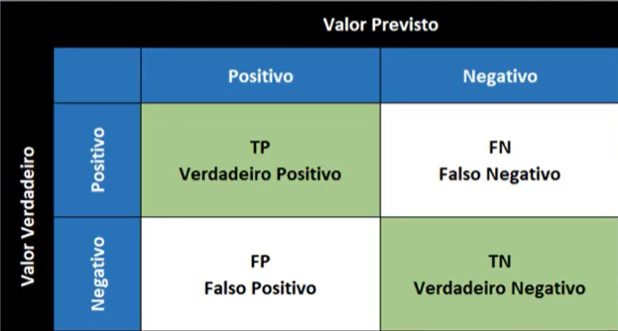 Valor Previsto
Positivo
Negativo
Valor Verdadeiro
Positivo
TP
Verdadeiro Positivo
FN
Falso Negativo
Negativo
FP
Falso Positivo
TN
Verdadeiro Negativo